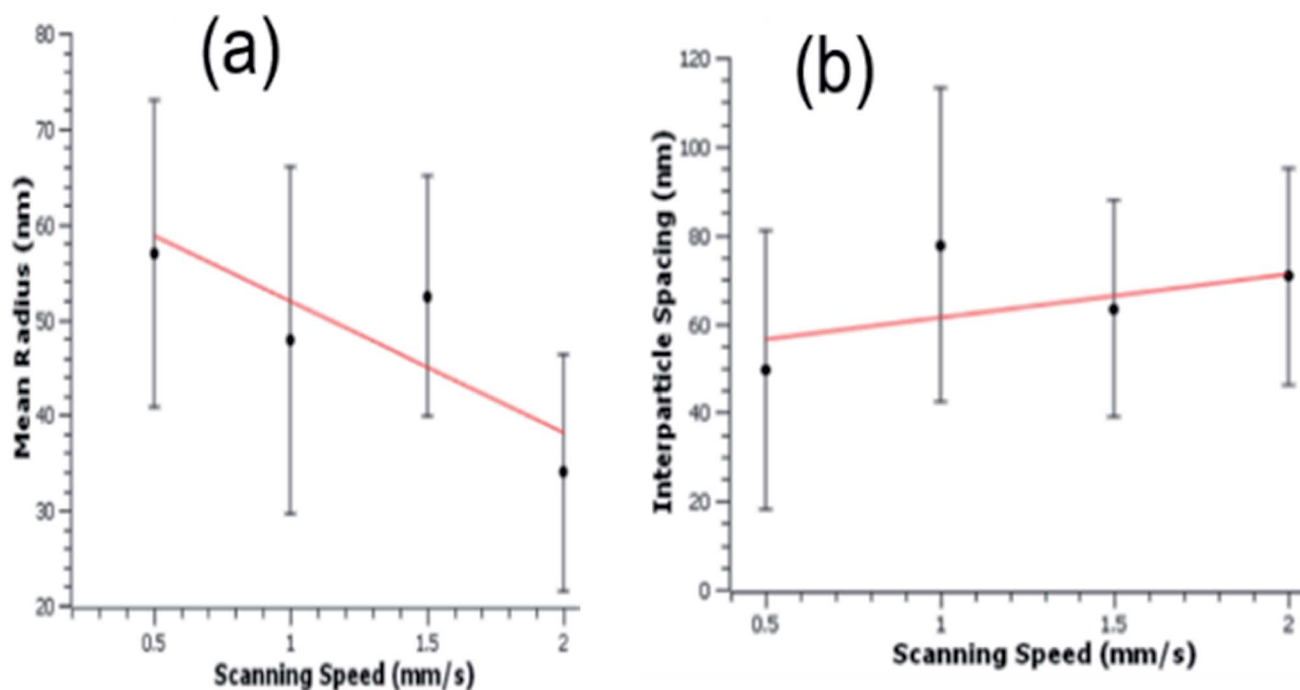 (a)
80
70
60
50
40
30
20
Mean Radius (nm)
0.5 1 1.5 2
Scanning Speed (mm/s)
(b)
120
100
80
60
40
20
0
Interparticle Spacing (nm)
0.5 1 1.5 2
Scanning Speed (mm/s)